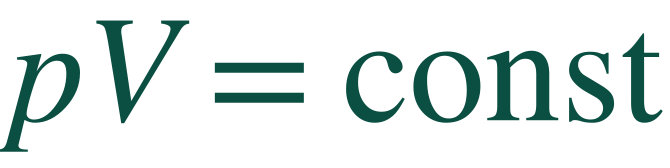 pV = const